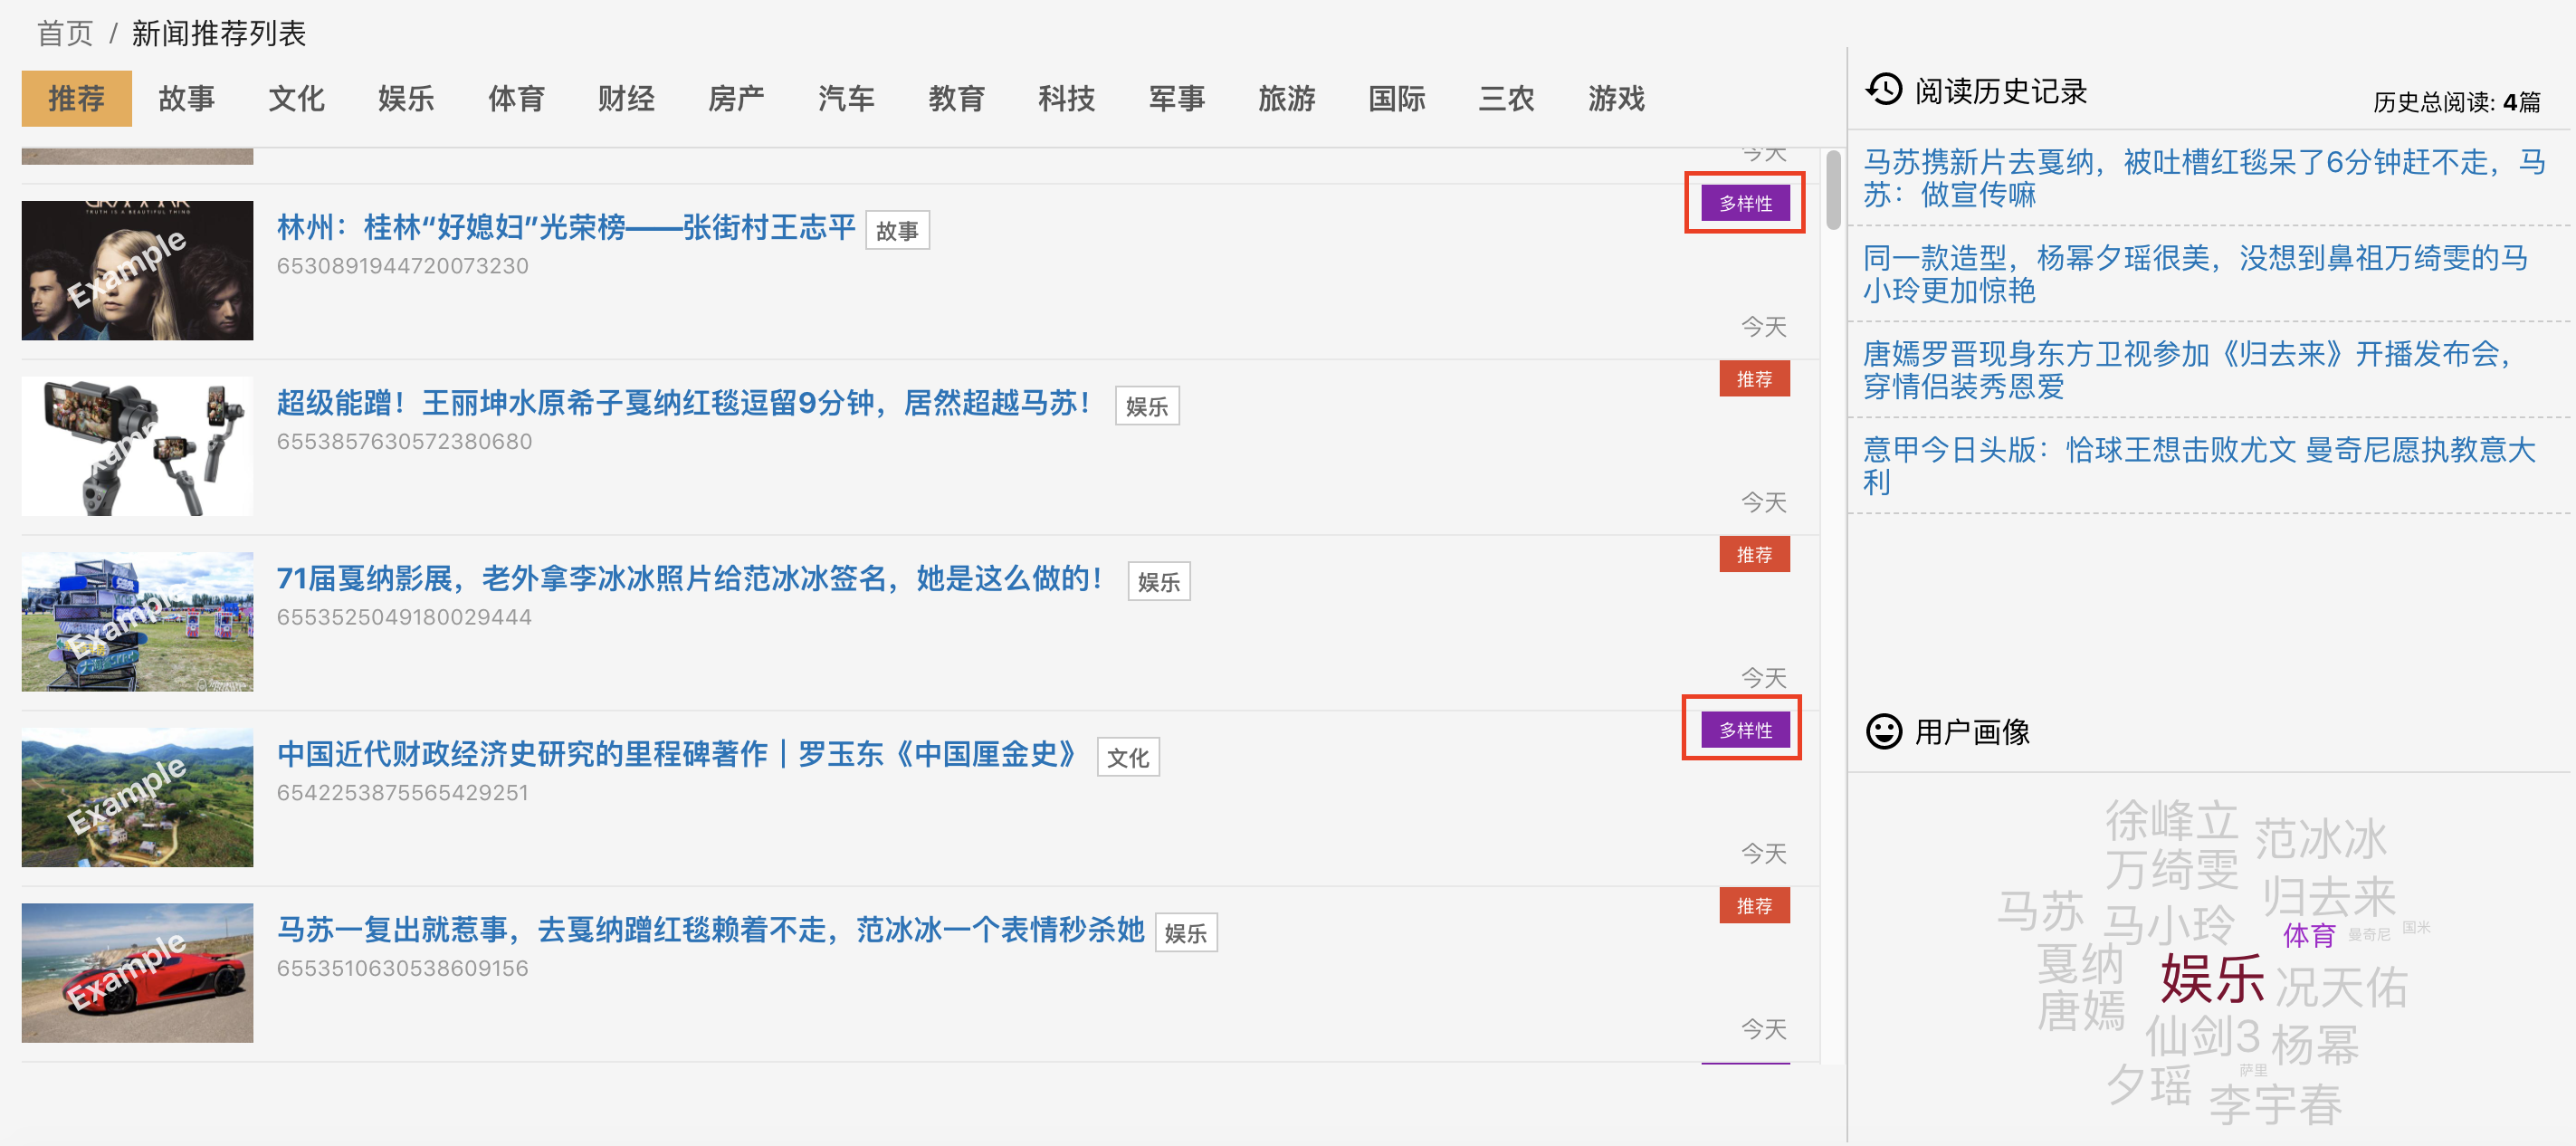 首页 / 新闻推荐列表
推荐 故事 文化 娱乐 体育 财经 房产 汽车 教育 科技 军事 旅游 国际 三农 游戏
今天
多样性
林州：桂林“好媳妇”光荣榜——张街村王志平 故事
6530891944720073230
TRUTH IS A BEAUTIFUL THING
Example
今天
推荐
超级能蹭！王丽坤水原希子戛纳红毯逗留9分钟，居然超越马苏！ 娱乐
6553857630572380680
今天
推荐
71届戛纳影展，老外拿李冰冰照片给范冰冰签名，她是这么做的！ 娱乐
6553525049180029444
Example
今天
多样性
中国近代财政经济史研究的里程碑著作｜罗玉东《中国厘金史》 文化
6542253875565429251
Example
今天
推荐
马苏一复出就惹事，去戛纳蹭红毯赖着不走，范冰冰一个表情秒杀她 娱乐
6553510630538609156
Example
今天
阅读历史记录
历史总阅读: 4篇
马苏携新片去戛纳，被吐槽红毯呆了6分钟赶不走，马
苏：做宣传嘛
同一款造型，杨幂夕瑶很美，没想到鼻祖万绮雯的马
小玲更加惊艳
唐嫣罗晋现身东方卫视参加《归去来》开播发布会，
穿情侣装秀恩爱
意甲今日头版：恰球王想击败尤文 曼奇尼愿执教意大
利
用户画像
徐峰立
范冰冰
万绮雯
归去来
马苏
马小玲
体育
曼奇尼
国米
戛纳
娱乐
况天佑
唐嫣
仙剑3
杨幂
萨里
夕瑶
李宇春